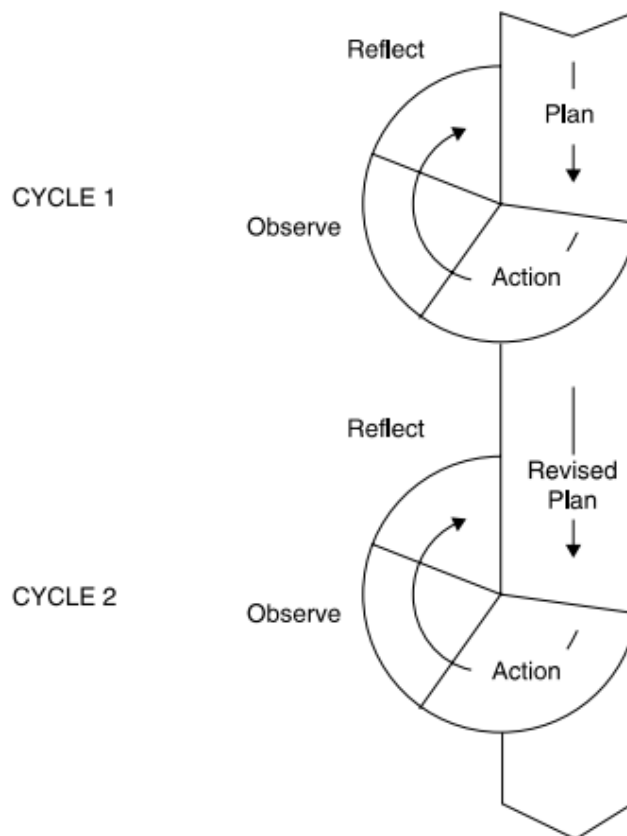 Reflect
Plan
CYCLE 1
Observe
Action
Reflect
Revised
Plan
CYCLE 2
Observe
Action